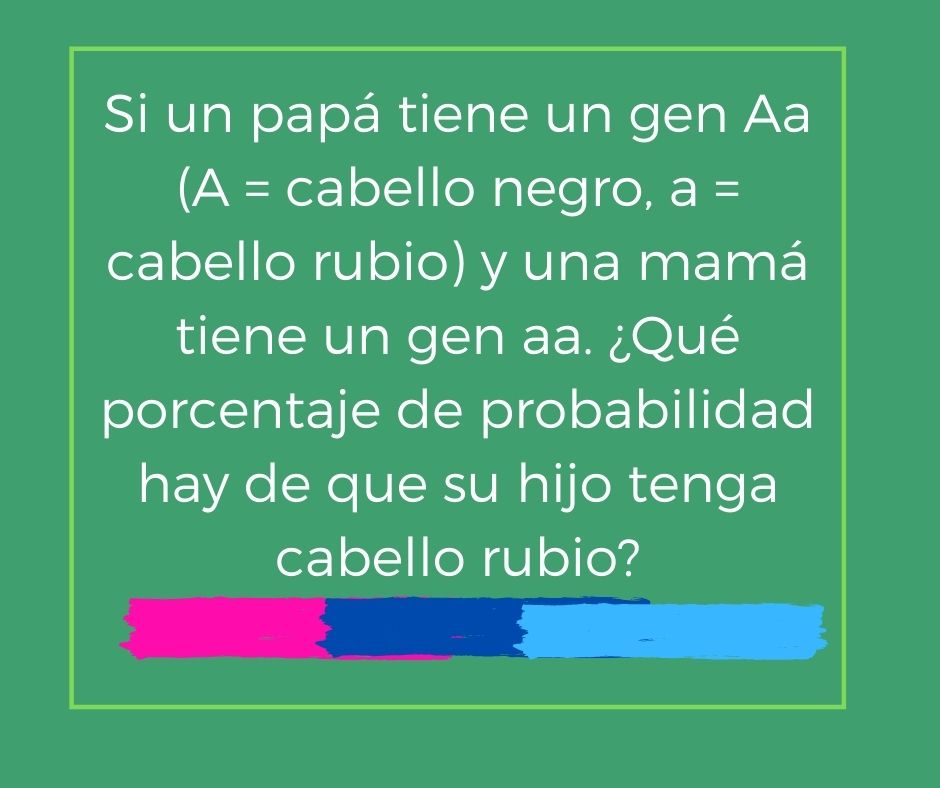 Si un papá tiene un gen Aa
(A = cabello negro, a =
cabello rubio) y una mamá
tiene un gen aa. ¿Qué
porcentaje de probabilidad
hay de que su hijo tenga
cabello rubio?